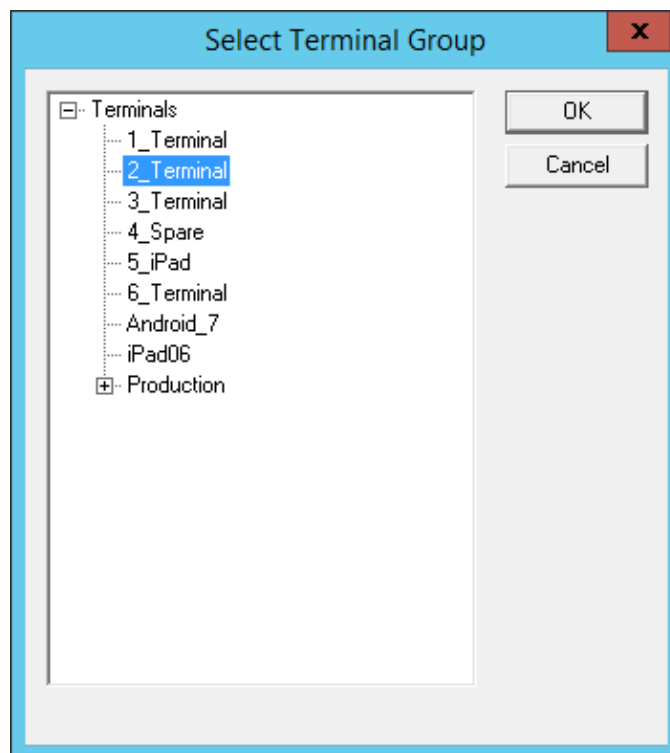 Select Terminal Group
x
Terminals
OK
1_Terminal
2_Terminal
Cancel
3_Terminal
4_Spare
5_iPad
6_Terminal
Android_7
iPad06
Production